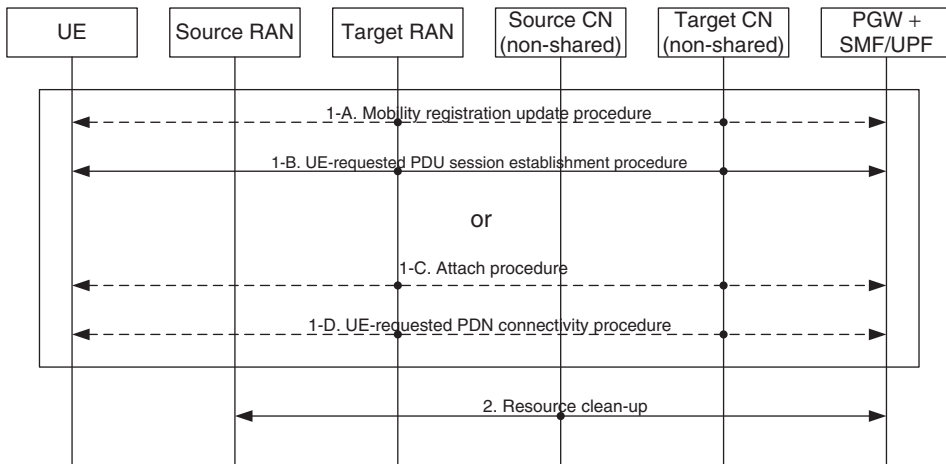 UE
Source RAN
Target RAN
Source CN
(non-shared)
Target CN
(non-shared)
PGW +
SMF/UPF
1-A. Mobility registration update procedure
1-B. UE-requested PDU session establishment procedure
or
1-C. Attach procedure
1-D. UE-requested PDN connectivity procedure
2. Resource clean-up